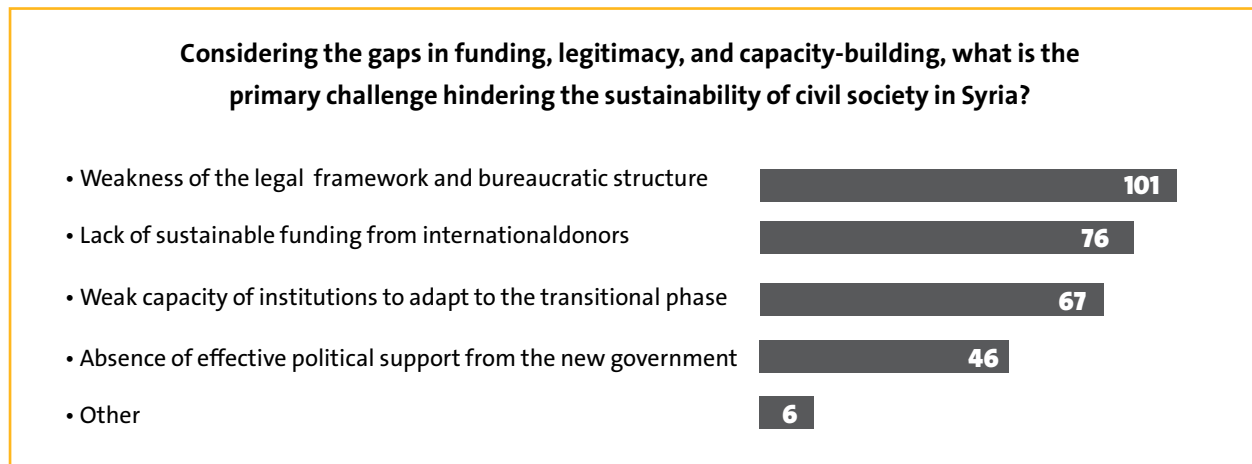 Considering the gaps in funding, legitimacy, and capacity-building, what is the
primary challenge hindering the sustainability of civil society in Syria?
• Weakness of the legal framework and bureaucratic structure 101
• Lack of sustainable funding from internationaldonors 76
• Weak capacity of institutions to adapt to the transitional phase 67
• Absence of effective political support from the new government 46
• Other 6